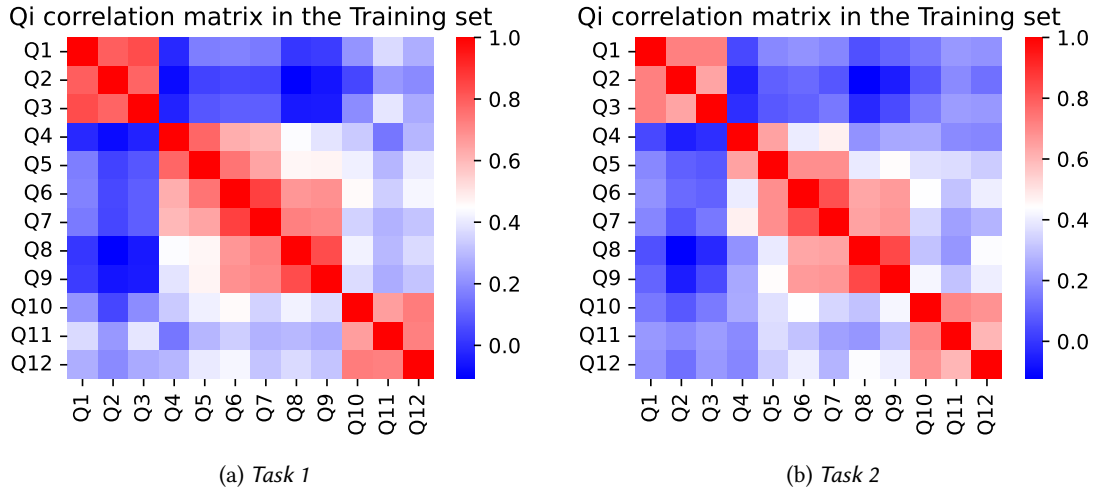 Qi correlation matrix in the Training set
Q1
Q2
Q3
Q4
Q5
Q6
Q7
Q8
Q9
Q10
Q11
Q12
Q1 Q2 Q3 Q4 Q5 Q6 Q7 Q8 Q9 Q10 Q11 Q12
1.0
0.8
0.6
0.4
0.2
0.0
(a) Task 1
Qi correlation matrix in the Training set
Q1
Q2
Q3
Q4
Q5
Q6
Q7
Q8
Q9
Q10
Q11
Q12
Q1 Q2 Q3 Q4 Q5 Q6 Q7 Q8 Q9 Q10 Q11 Q12
1.0
0.8
0.6
0.4
0.2
0.0
(b) Task 2